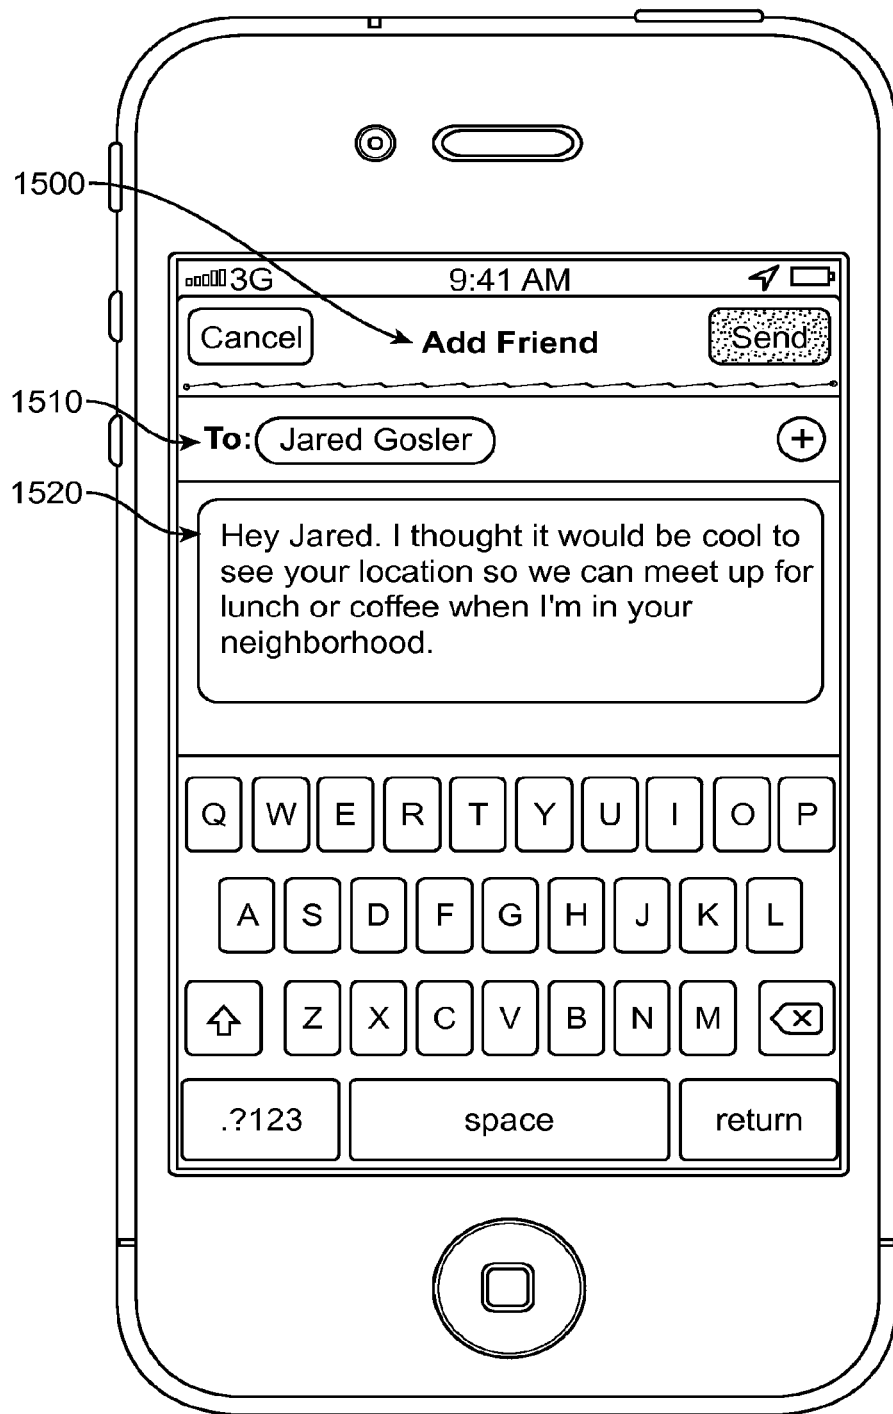 3G 9:41 AM
1500
Cancel Add Friend Send
1510
To: Jared Gosler +
1520
Hey Jared. I thought it would be cool to
see your location so we can meet up for
lunch or coffee when I'm in your
neighborhood.
Q W E R T Y U I O P
A S D F G H J K L
Z X C V B N M
.?123 space return